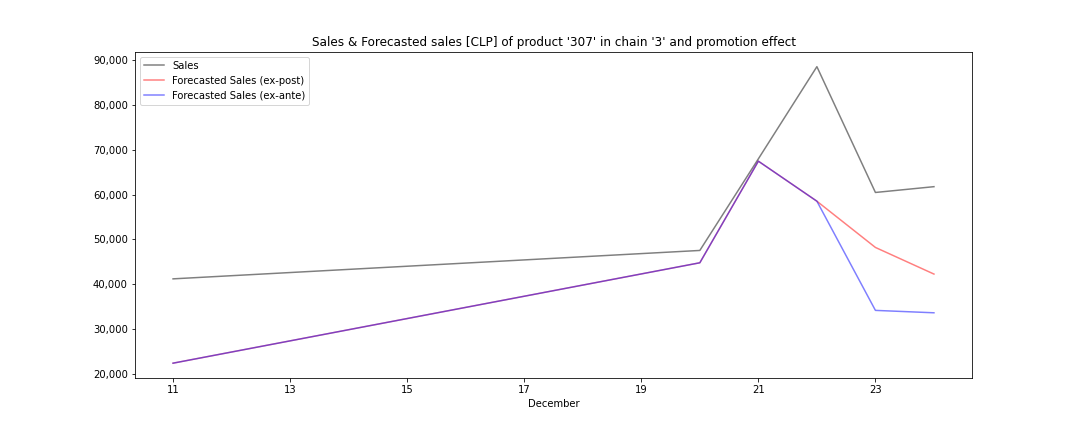 Sales & Forecasted sales [CLP] of product '307' in chain '3' and promotion effect
90,000
80,000
70,000
60,000
50,000
40,000
30,000
20,000
Sales
Forecasted Sales (ex-post)
Forecasted Sales (ex-ante)
11 13 15 17 19 21 23
December